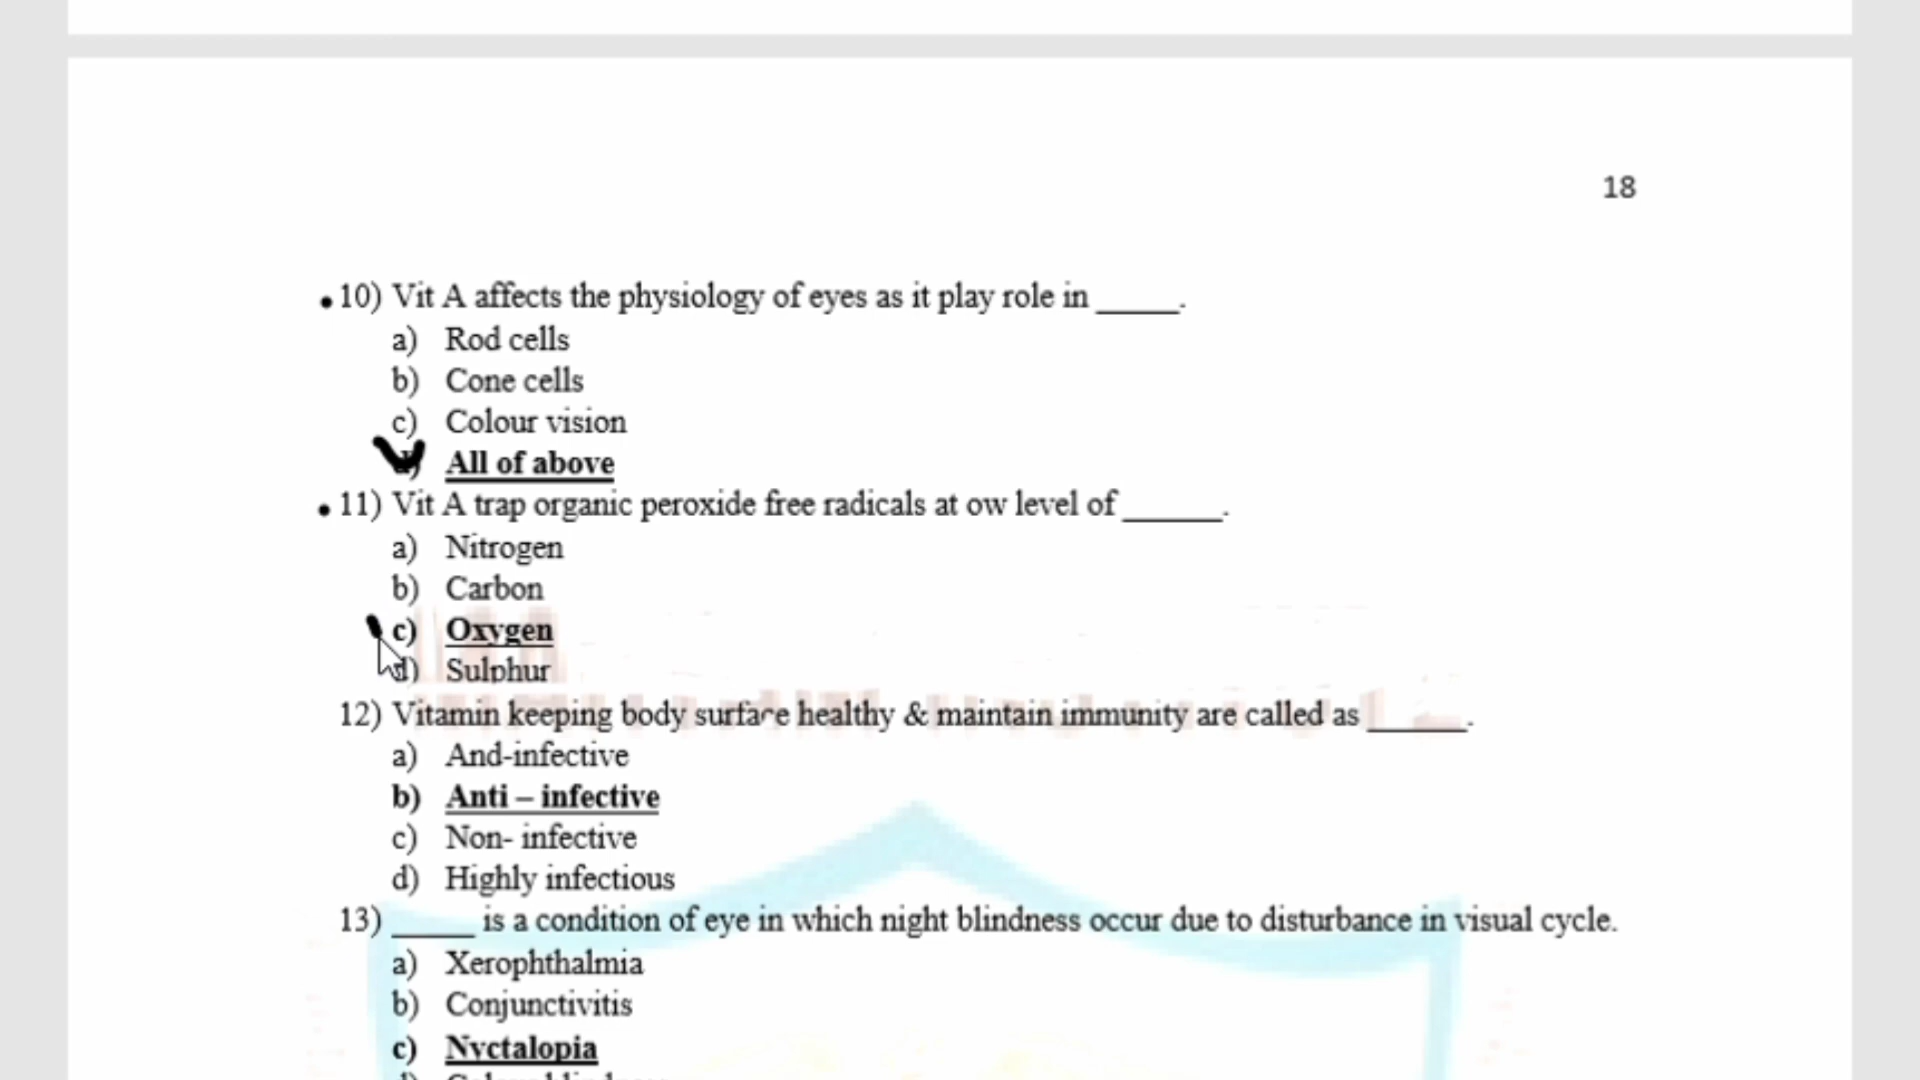 18
• 10) Vit A affects the physiology of eyes as it play role in _____.
a) Rod cells
b) Cone cells
c) Colour vision
d) All of above
• 11) Vit A trap organic peroxide free radicals at ow level of ______.
a) Nitrogen
b) Carbon
c) Oxygen
d) Sulphur
12) Vitamin keeping body surface healthy & maintain immunity are called as ______.
a) And-infective
b) Anti – infective
c) Non- infective
d) Highly infectious
13) _____ is a condition of eye in which night blindness occur due to disturbance in visual cycle.
a) Xerophthalmia
b) Conjunctivitis
c) Nyctalopia